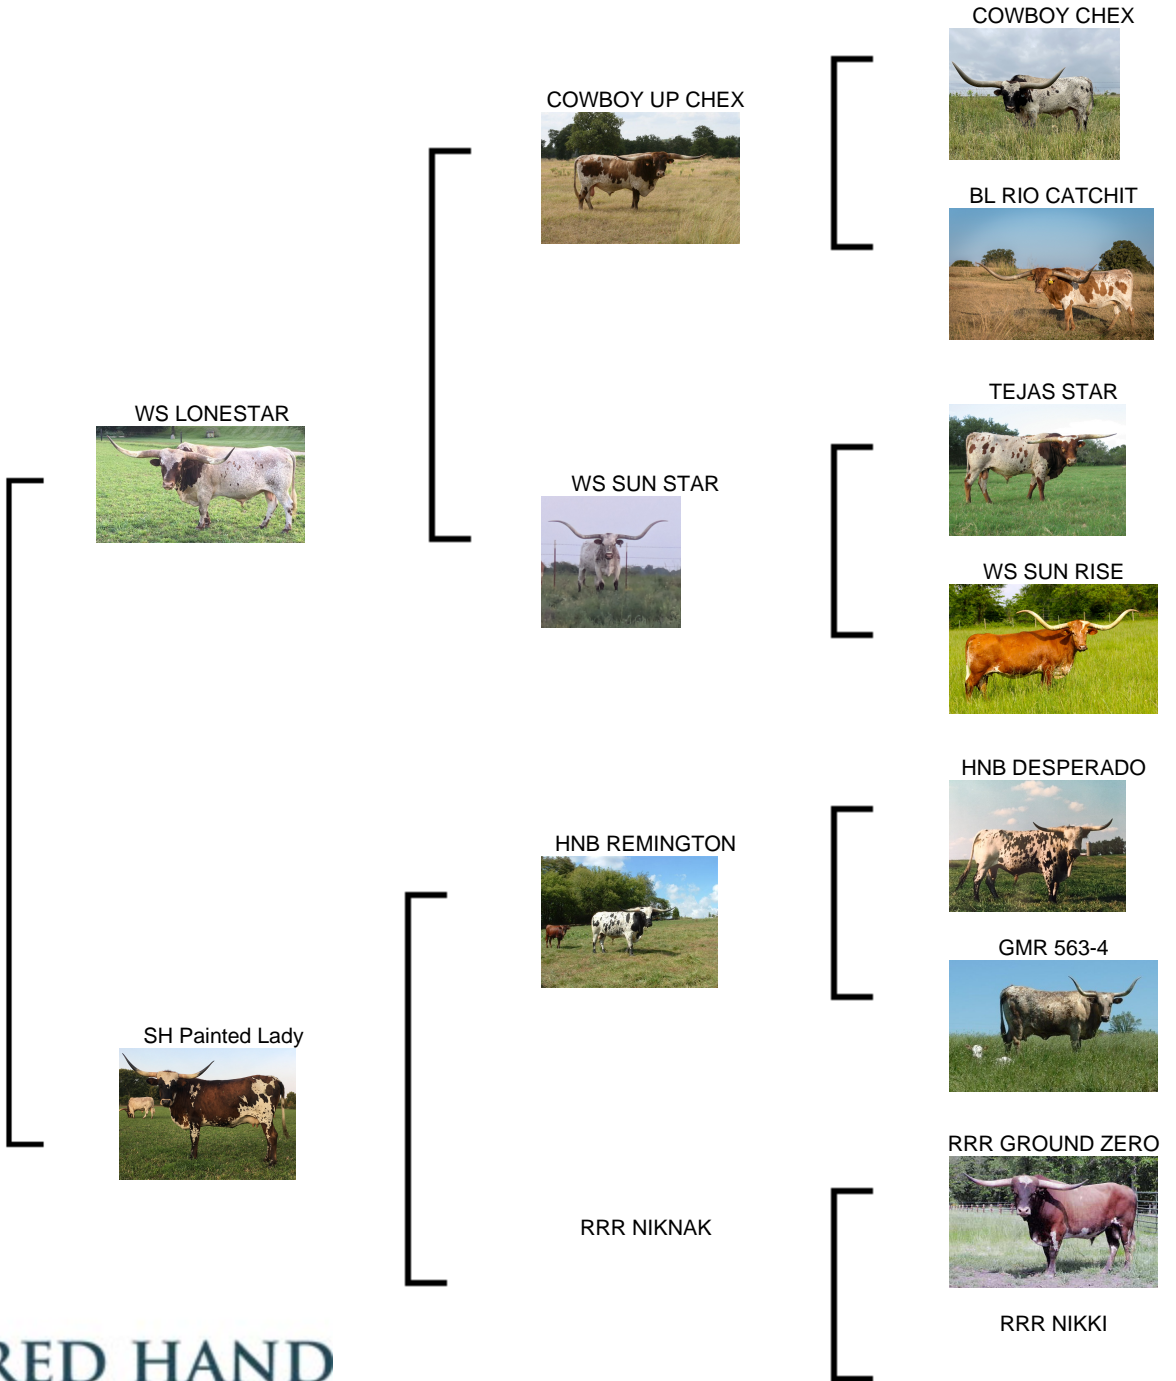 COWBOY CHEX
COWBOY UP CHEX
BL RIO CATCHIT
WS LONESTAR
TEJAS STAR
WS SUN STAR
WS SUN RISE
HNB DESPERADO
HNB REMINGTON
GMR 563-4
SH Painted Lady
RRR GROUND ZERO
RRR NIKNAK
RRR NIKKI
RED HAND